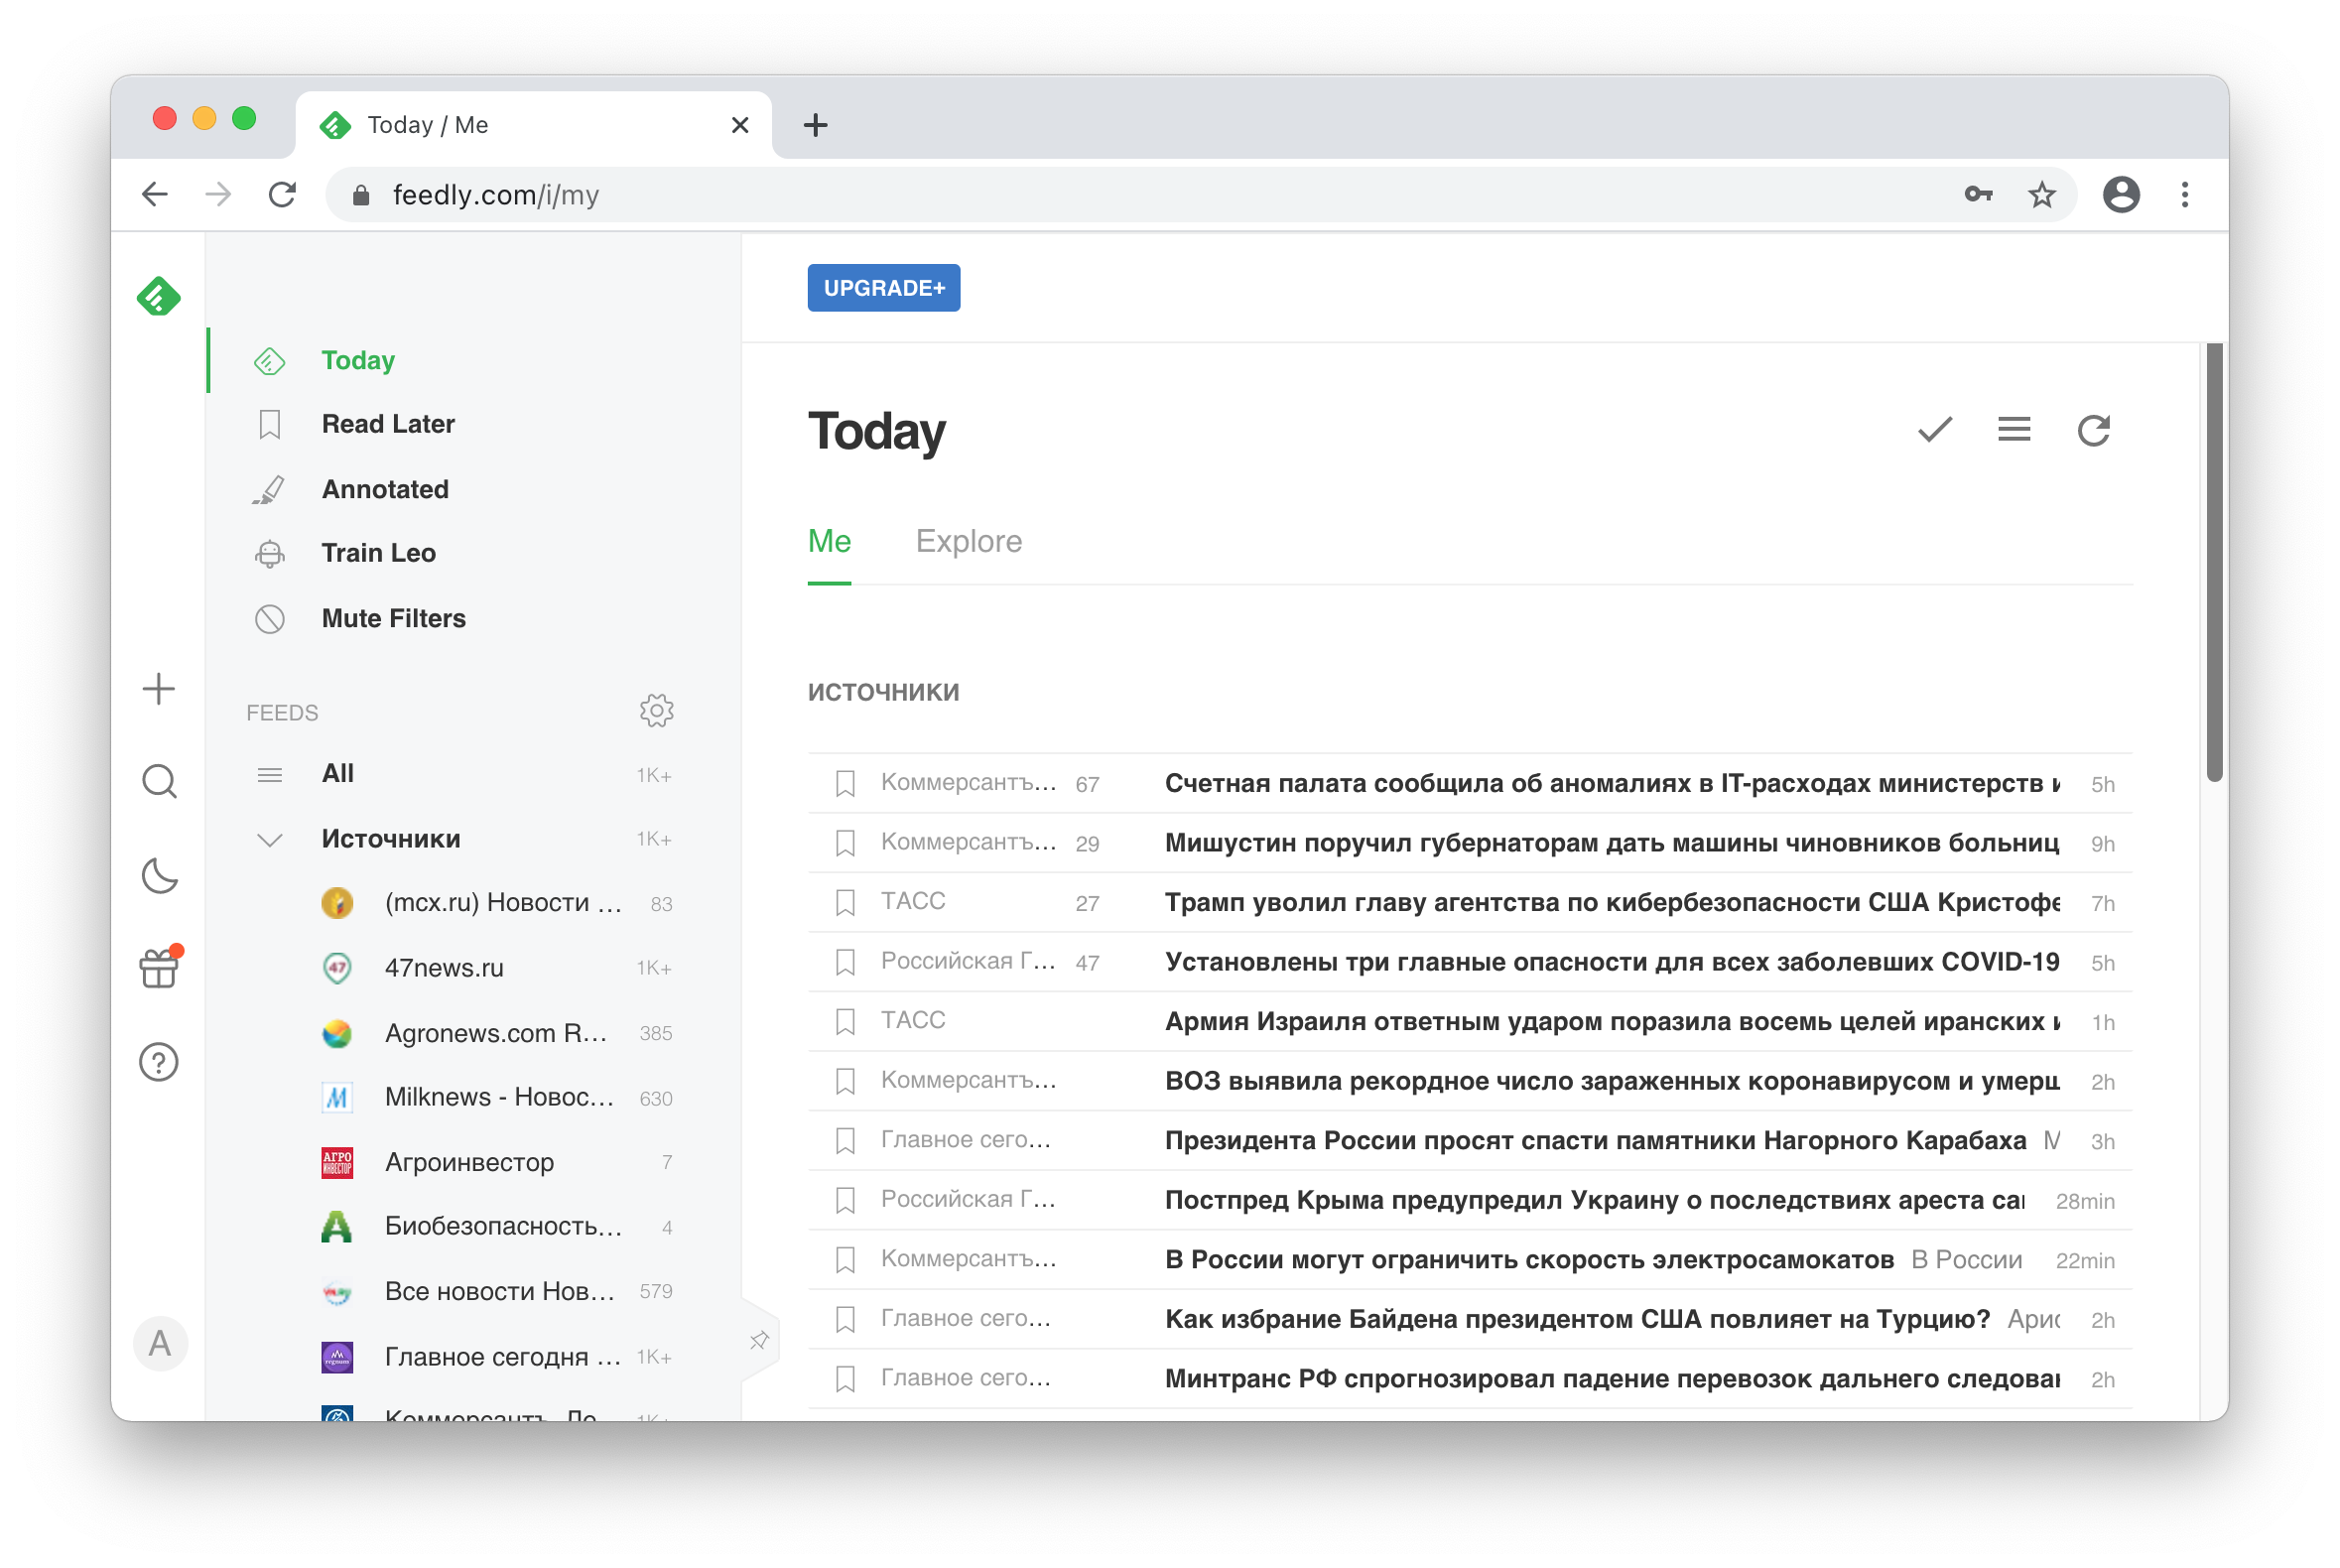 Today / Me
feedly.com/i/my
UPGRADE+
Today
Read Later
Annotated
Train Leo
Mute Filters
FEEDS
All 1K+
Источники 1K+
(mcx.ru) Новости ... 83
47
47news.ru 1K+
Agronews.com R... 385
Milknews - Новос... 630
АГРО ИНВЕСТОР
Агроинвестор 7
Биобезопасность... 4
Все новости Нов... 579
Главное сегодня ... 1K+
A
Today
Me Explore
ИСТОЧНИКИ
Коммерсантъ... 67 Счетная палата сообщила об аномалиях в IT-расходах министерств и 5h
Коммерсантъ... 29 Мишустин поручил губернаторам дать машины чиновников больниц 9h
ТАСС 27 Трамп уволил главу агентства по кибербезопасности США Кристофе 7h
Российская Г... 47 Установлены три главные опасности для всех заболевших COVID-19 5h
ТАСС Армия Израиля ответным ударом поразила восемь целей иранских и 1h
Коммерсантъ... ВОЗ выявила рекордное число зараженных коронавирусом и умерш 2h
Главное сего... Президента России просят спасти памятники Нагорного Карабаха М 3h
Российская Г... Постпред Крыма предупредил Украину о последствиях ареста са 28min
Коммерсантъ... В России могут ограничить скорость электросамокатов В России 22min
Главное сего... Как избрание Байдена президентом США повлияет на Турцию? Арис 2h
Главное сего... Минтранс РФ спрогнозировал падение перевозок дальнего следован 2h